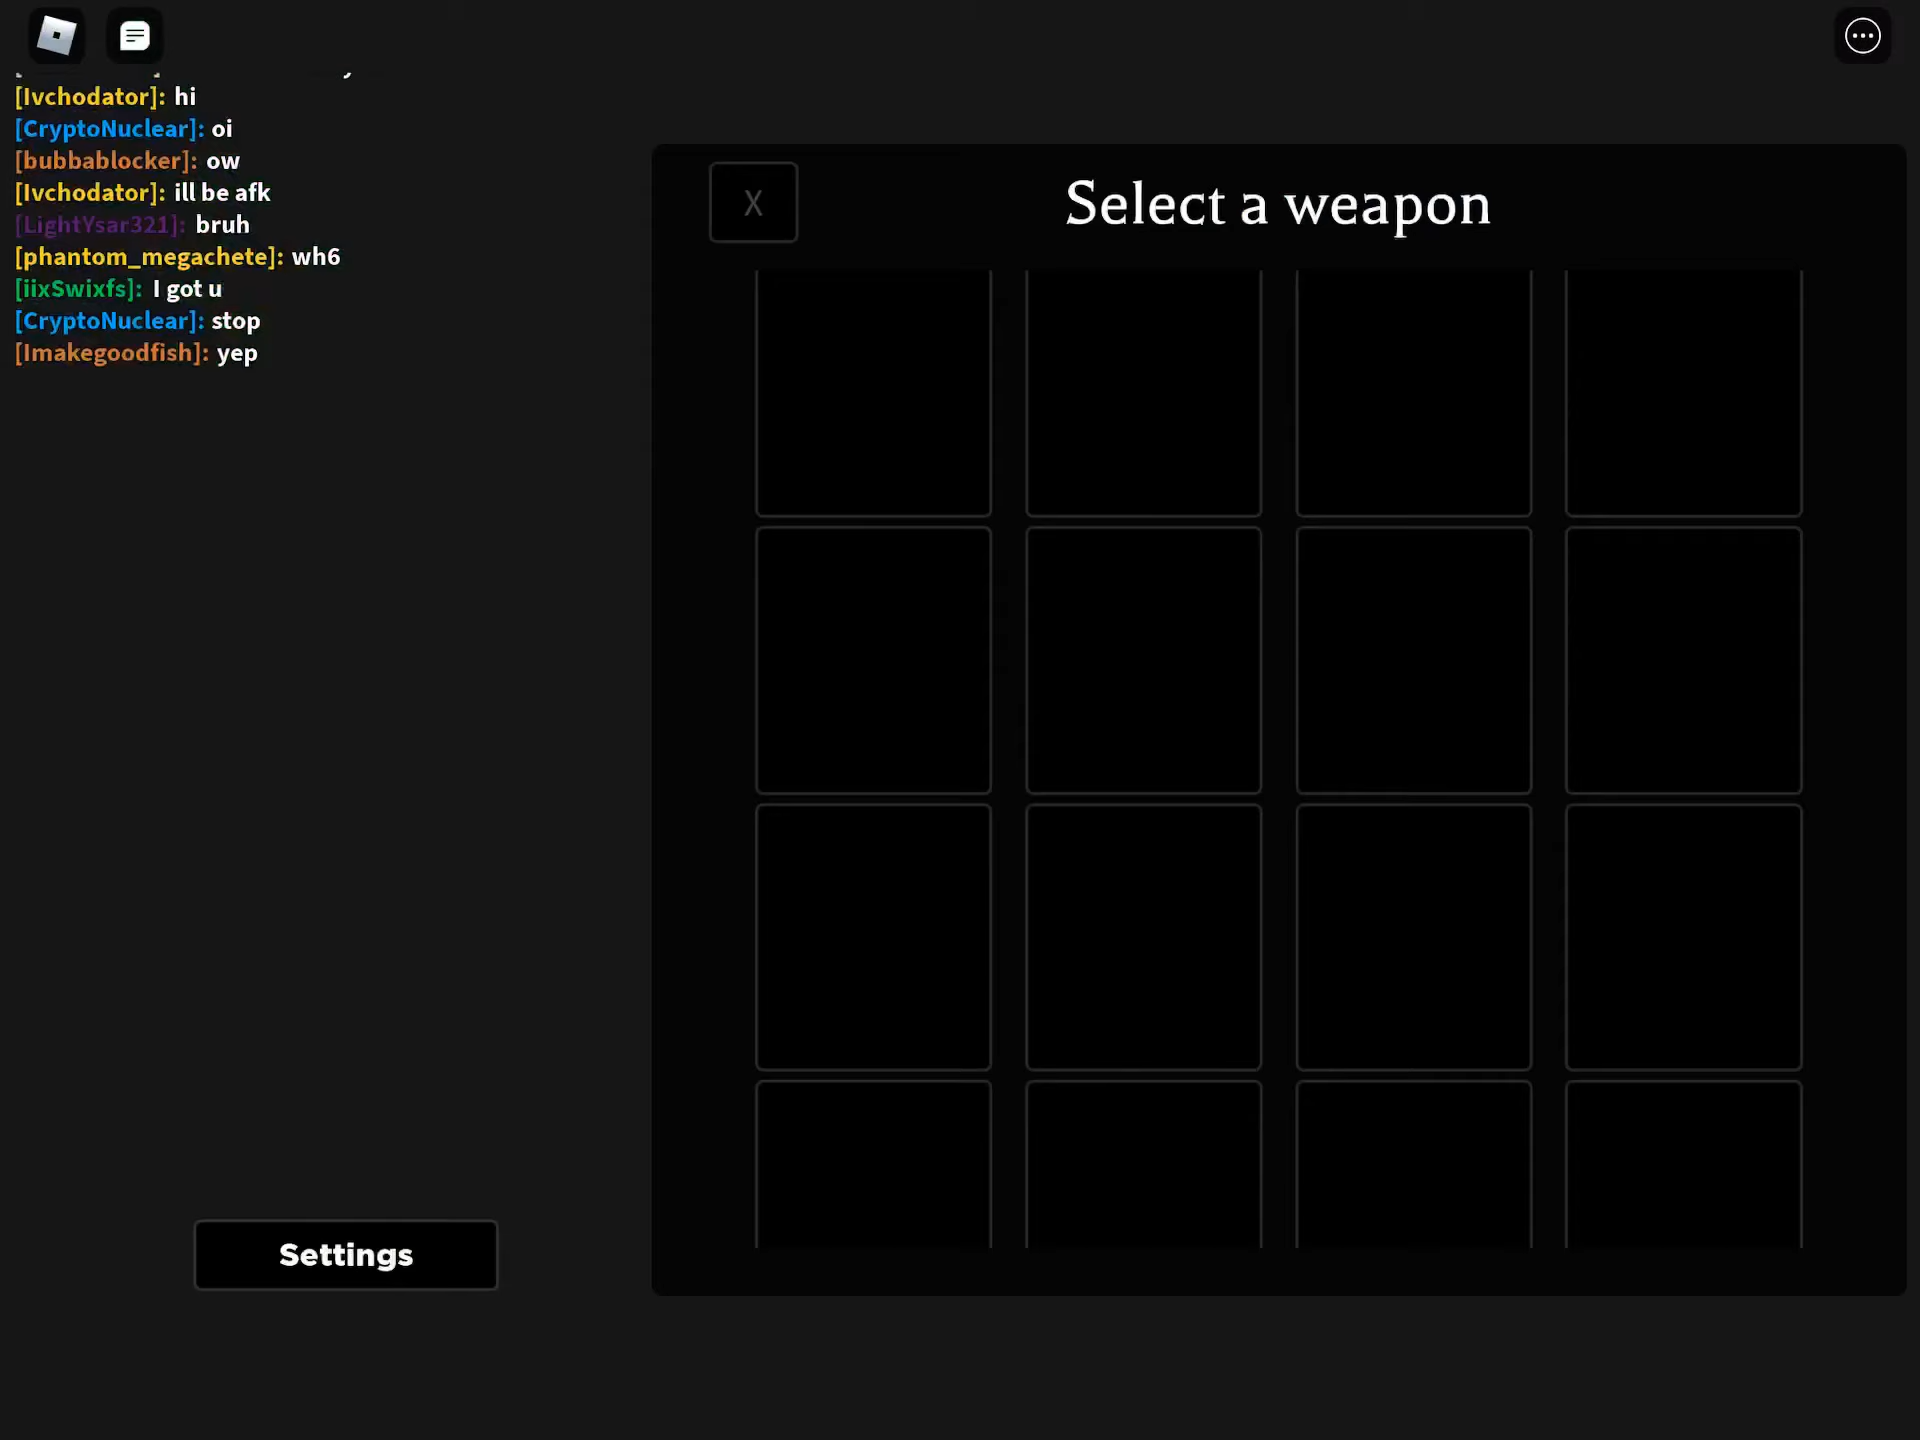 [Ivchodator]: hi
[CryptoNuclear]: oi
[bubbablocker]: ow
[Ivchodator]: ill be afk
[LightYsar321]: bruh
[phantom_megachete]: wh6
[iixSwixfs]: I got u
[CryptoNuclear]: stop
[Imakegoodfish]: yep
X
Select a weapon
Settings